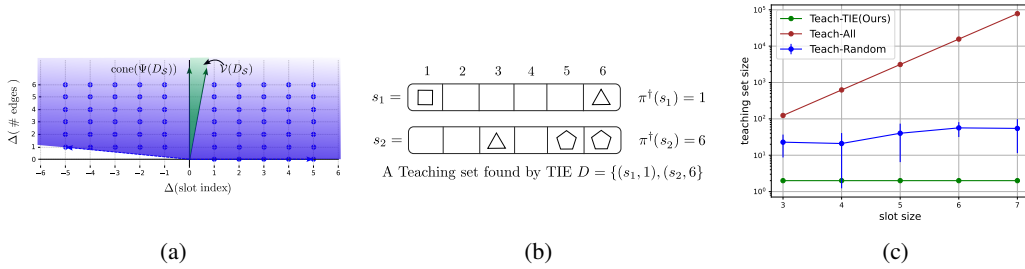 cone(Ψ(D_S)) V(D_S)
Δ( # edges)
6
5
4
3
2
1
0
−6 −5 −4 −3 −2 −1 0 1 2 3 4 5 6
Δ(slot index)
(a)
1 2 3 4 5 6
s₁ = π†(s₁) = 1
s₂ = π†(s₂) = 6
A Teaching set found by TIE D = {(s₁, 1), (s₂, 6}
(b)
Teach-TIE(Ours)
Teach-All
Teach-Random
teaching set size
10⁵
10⁴
10³
10²
10¹
10⁰
3 4 5 6 7
slot size
(c)